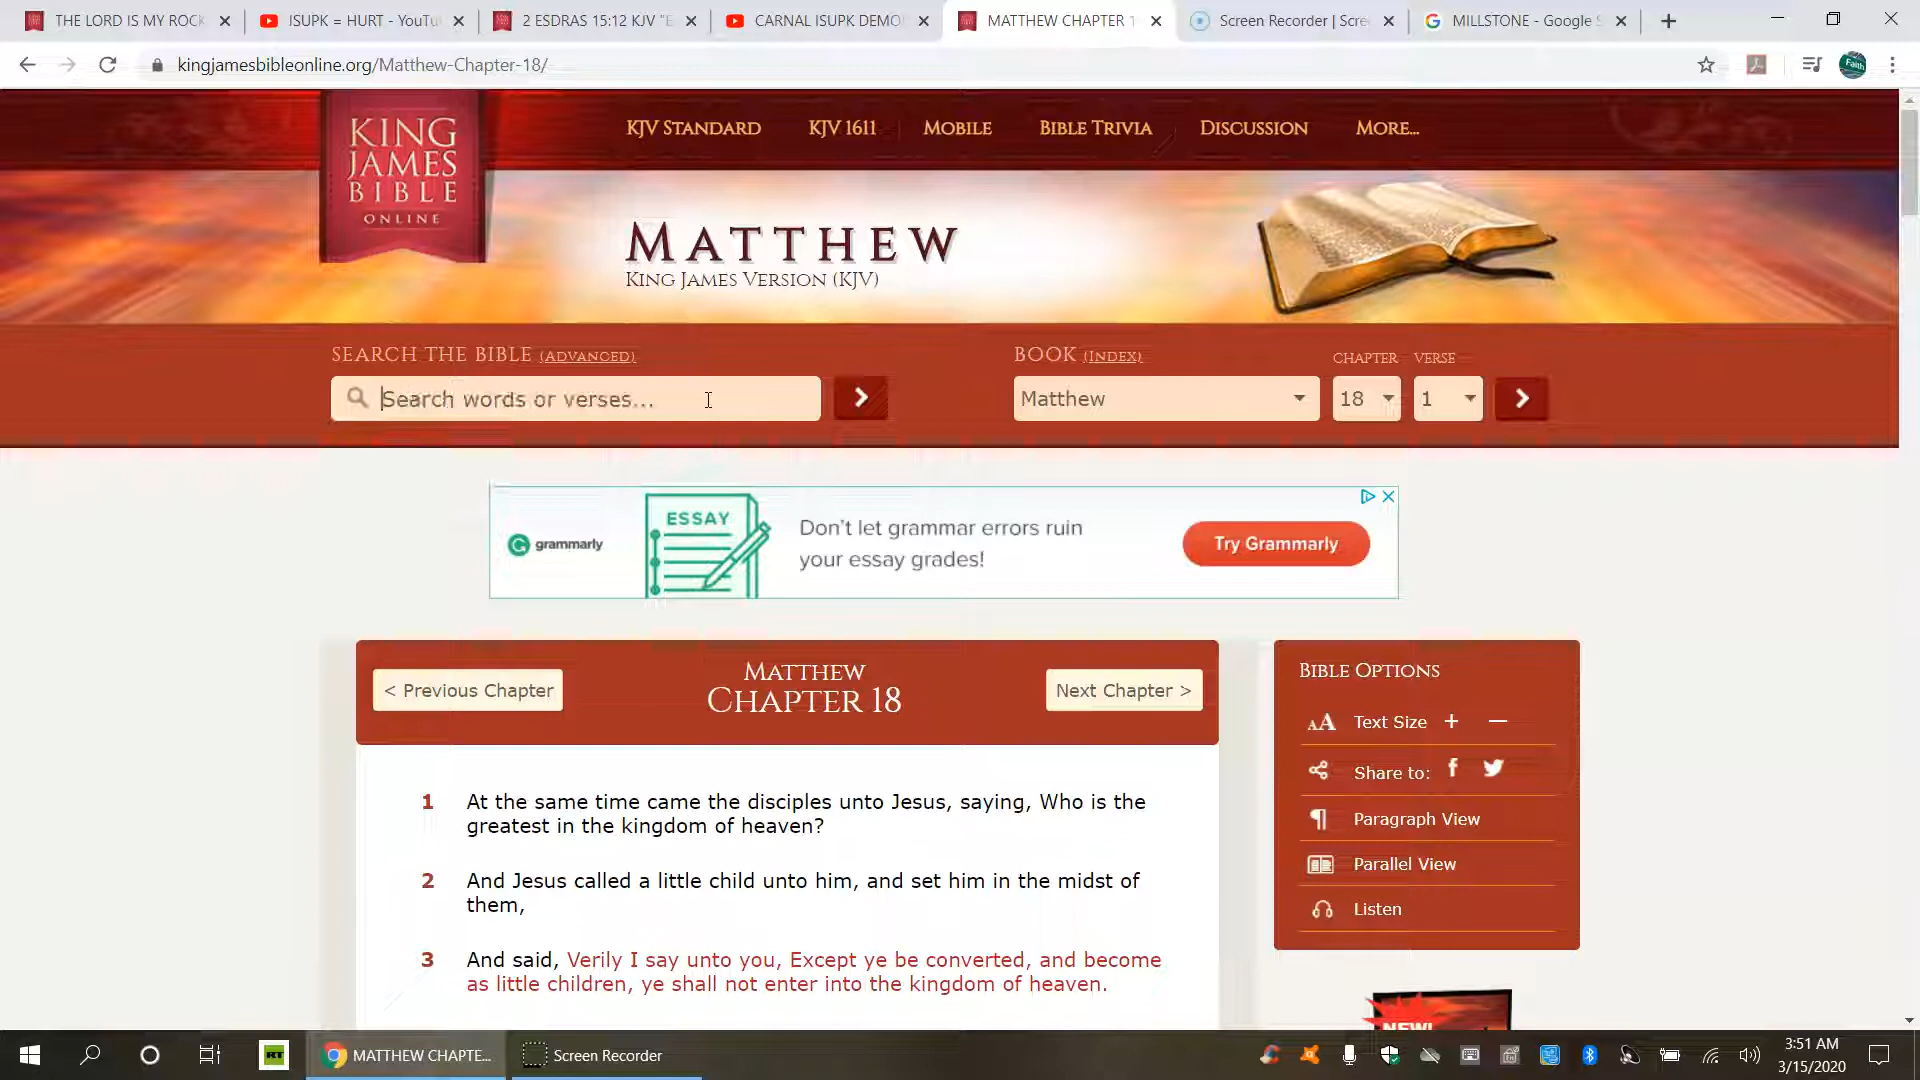 THE LORD IS MY ROCK
ISUPK = HURT - YouTu
2 ESDRAS 15:12 KJV "E
CARNAL ISUPK DEMO
MATTHEW CHAPTER 1
Screen Recorder | Scre
MILLSTONE - Google S
kingjamesbibleonline.org/Matthew-Chapter-18/
Faith
KING
JAMES
BIBLE
ONLINE
KJV STANDARD
KJV 1611
MOBILE
BIBLE TRIVIA
DISCUSSION
MORE...
MATTHEW
KING JAMES VERSION (KJV)
SEARCH THE BIBLE (ADVANCED)
Search words or verses...
BOOK (INDEX)
CHAPTER
VERSE
Matthew
18
1
grammarly
ESSAY
Don't let grammar errors ruin
your essay grades!
Try Grammarly
< Previous Chapter
MATTHEW
CHAPTER 18
Next Chapter >
1 At the same time came the disciples unto Jesus, saying, Who is the
greatest in the kingdom of heaven?
2 And Jesus called a little child unto him, and set him in the midst of
them,
3 And said, Verily I say unto you, Except ye be converted, and become
as little children, ye shall not enter into the kingdom of heaven.
BIBLE OPTIONS
AA Text Size + —
Share to:
Paragraph View
Parallel View
Listen
NEW!
RT
MATTHEW CHAPTE...
Screen Recorder
3:51 AM
3/15/2020